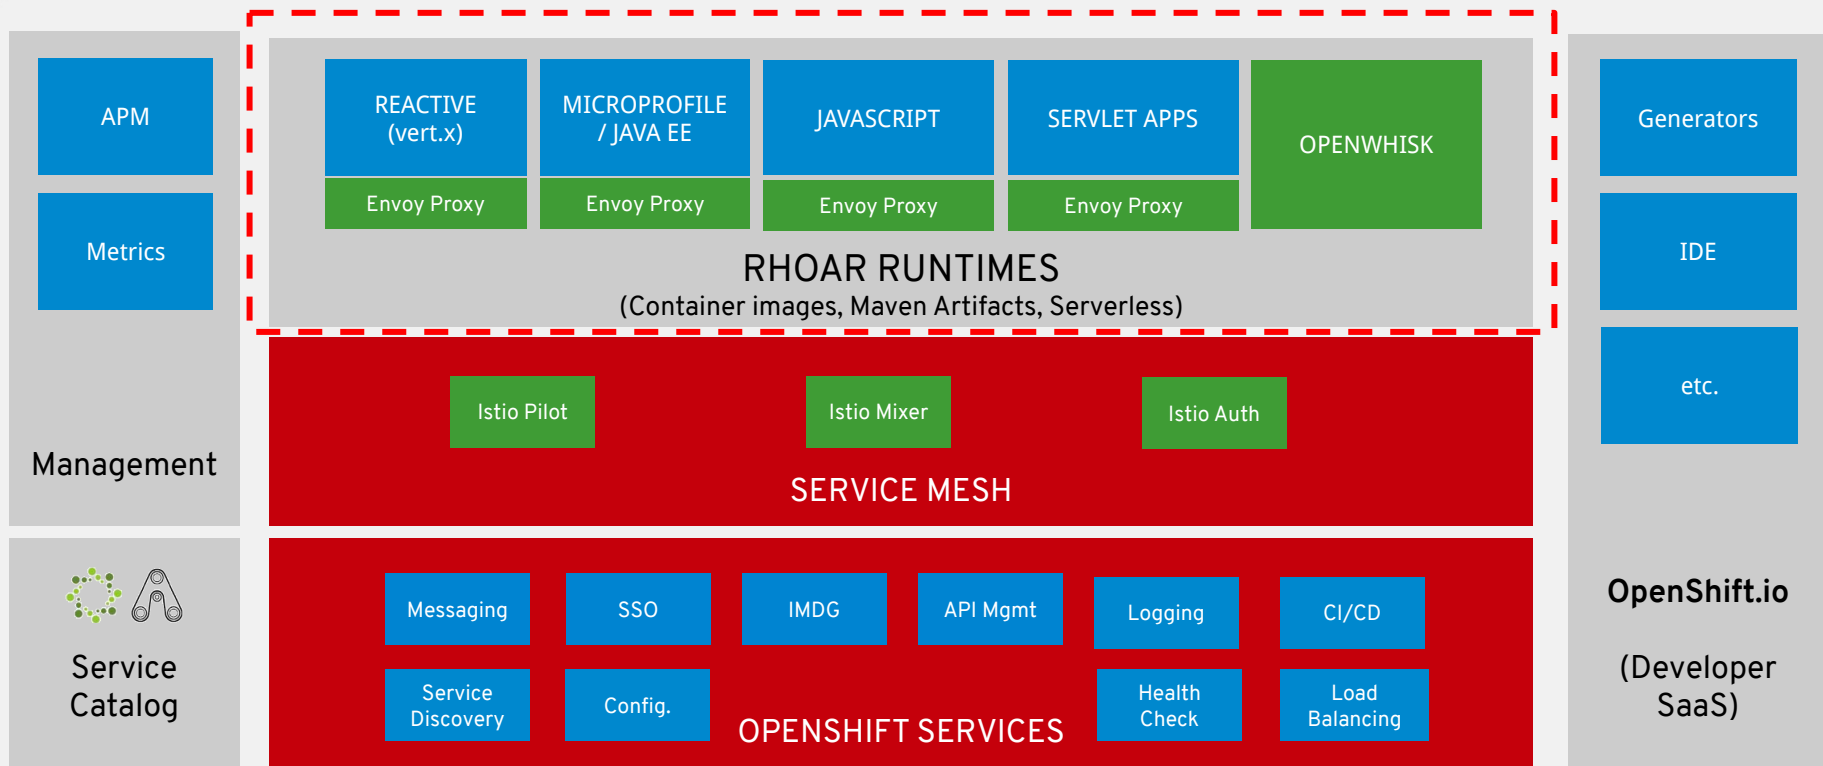 APM
Metrics
Management
Service
Catalog
REACTIVE
(vert.x)
Envoy Proxy
MICROPROFILE
/ JAVA EE
Envoy Proxy
JAVASCRIPT
Envoy Proxy
SERVLET APPS
Envoy Proxy
OPENWHISK
RHOAR RUNTIMES
(Container images, Maven Artifacts, Serverless)
Istio Pilot
Istio Mixer
Istio Auth
SERVICE MESH
Messaging
SSO
IMDG
API Mgmt
Logging
CI/CD
Service
Discovery
Config.
Health
Check
Load
Balancing
OPENSHIFT SERVICES
Generators
IDE
etc.
OpenShift.io
(Developer
SaaS)